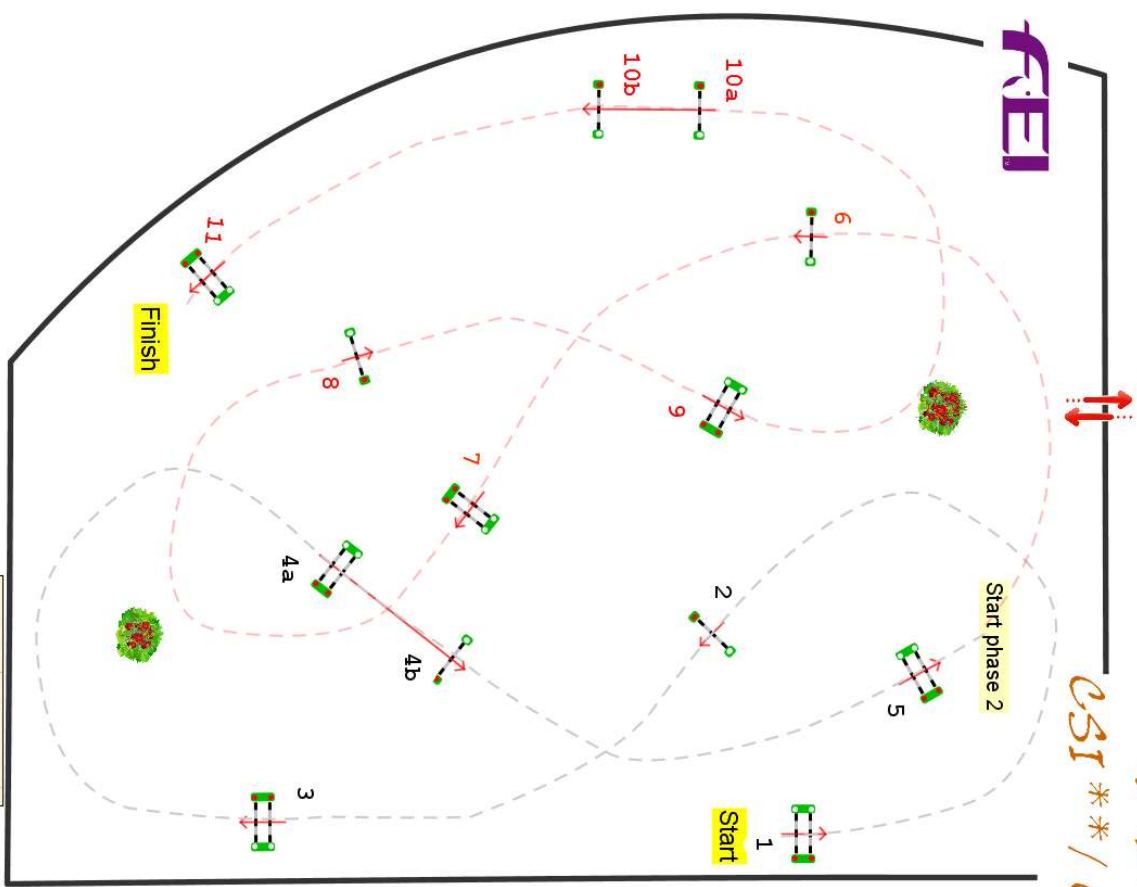 FEI
CSI **/
Start
1
2
3
4a
4b
5
Start phase 2
6
7
8
9
10a
10b
11
Finish